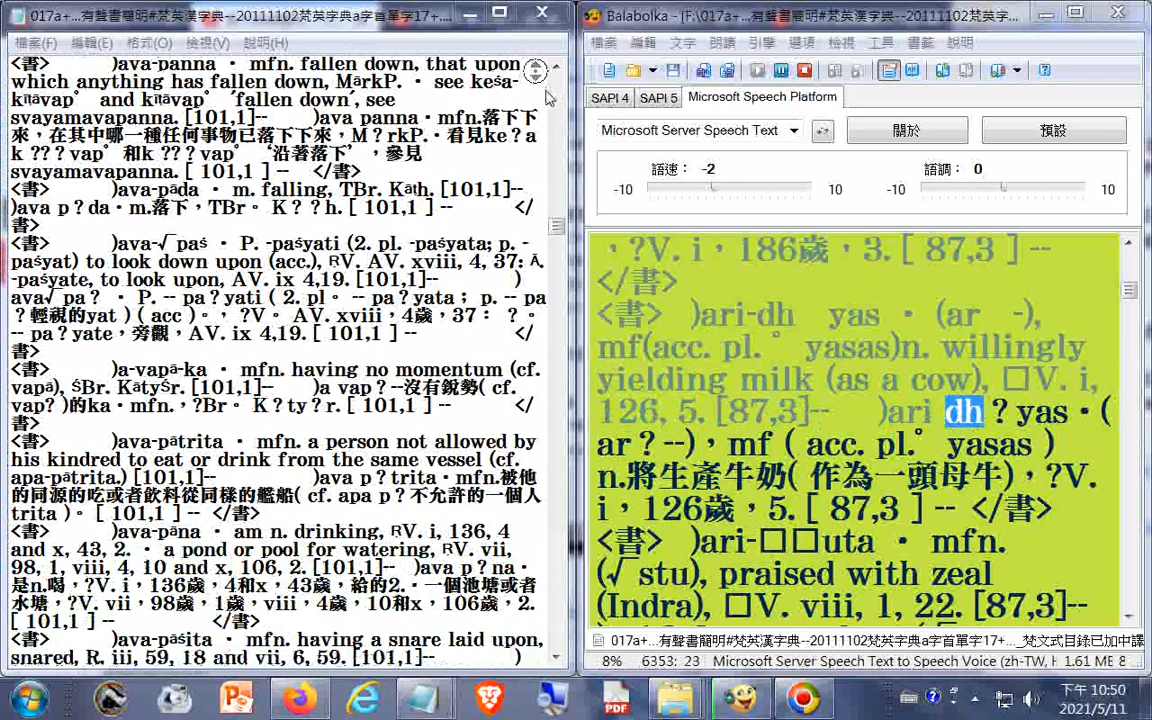 017a+...有聲書簡明#梵英漢字典--20111102梵英字典a字首單字17+...
檔案(F) 編輯(E) 格式(O) 檢視(V) 說明(H)
<書> )ava-panna • mfn. fallen down, that upon
which anything has fallen down, MārkP. • see keśa-
kīṭāvap° and kīṭāvap° 'fallen down', see
svayamavapanna. [101,1] )ava panna • mfn.落下下
來，在其中哪一種任何事物已落下下來，M？rkP.•看見ke？a
k ???？vap°和k ???？vap°‘沿著落下’，參見
svayamavapanna. [ 101,1 ] </書>
<書> )ava-pāda • m. falling, TBr. Kāth. [101,1]--
)ava p？da•m.落下，TBr。 K？?h. [ 101,1 ] -- </
書>
<書> )ava-√paś • P. -paśyati (2. pl. -paśyata; p. -
paśyat) to look down upon (acc.), RV. AV. xviii, 4, 37: Ā.
-paśyate, to look upon, AV. ix 4,19. [101,1]-- )
ava√pa？ • P. -- pa？yati ( 2. pl。-- pa？yata； p. -- pa
？輕視的yat ) ( acc )。，?V。 AV. xviii，4歲，37： ？。
-- pa？yate，旁觀，AV. ix 4,19. [ 101,1 ] -- </
書>
<書> )a-vapā-ka • mfn. having no momentum (cf.
vapā), ŚBr. KātyŚr. [101,1]-- )a vap？--沒有銳勢( cf.
vap? )的ka•mfn.，?Br。 K？ty？r. [ 101,1 ] -- </
書>
<書> )ava-pātrita • mfn. a person not allowed by
his kindred to eat or drink from the same vessel (cf.
apa-pātrita.) [101,1]-- )ava p？trita•mfn.被他
的同源的吃或者飲料從同樣的艦船( cf. apa p？不允許的一個人
trita )。[ 101,1 ] -- </書>
<書> )ava-pāna • am n. drinking, RV. i, 136, 4
and x, 43, 2. • a pond or pool for watering, RV. vii,
98, 1, viii, 4, 10 and x, 106, 2. [101,1]-- )ava p？na•
是n.喝，?V. i，136歲，4和x，43歲，給的2.•一個池塘或者
水塘，?V. vii，98歲，1歲，viii，4歲，10和x，106歲，2.
[ 101,1 ] -- </書>
<書> )ava-pāśita • mfn. having a snare laid upon,
snared, R. iii, 59, 18 and vii, 6, 59. [101,1]-- )
Balabolka - [F:\017a+...有聲書簡明#梵英漢字典--20111102梵英字...
檔案 編輯 文字 朗讀 引擎 選項 檢視 工具 書籤 說明
SAPI 4 SAPI 5 Microsoft Speech Platform
Microsoft Server Speech Text 關於 預設
語速： -2 語調： 0
-10 10 -10 10
，?V. i，186歲，3. [ 87,3 ] --
</書>
<書> )ari-dh yas • (ar -),
mf(acc. pl.° yasas)n. willingly
yielding milk (as a cow), □V. i,
126, 5. [87,3]-- )ari dh？yas•(
ar？--)，mf ( acc. pl.° yasas )
n.將生產牛奶( 作為一頭母牛)，?V.
i，126歲，5. [ 87,3 ] -- </書>
<書> )ari-□□uta • mfn.
(√stu), praised with zeal
(Indra), □V. viii, 1, 22. [87,3]--
017a+...有聲書簡明#梵英漢字典--20111102梵英字典a字首單字17+..._梵文式目錄已加中譯
8% 6353: 23 Microsoft Server Speech Text to Speech Voice (zh-TW, H 1.61 MB 8
下午 10:50
2021/5/11